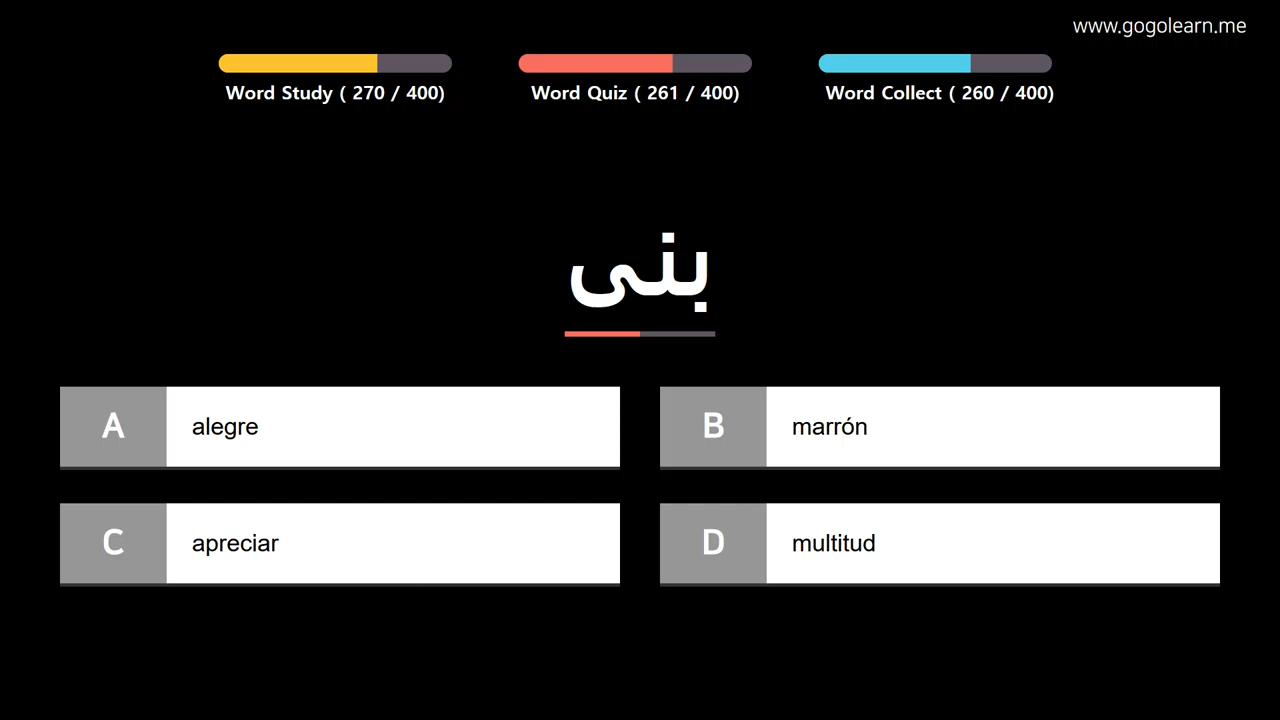 www.gogolearn.me
Word Study ( 270 / 400)
Word Quiz ( 261 / 400)
Word Collect ( 260 / 400)
بنى
A
alegre
B
marrón
C
apreciar
D
multitud